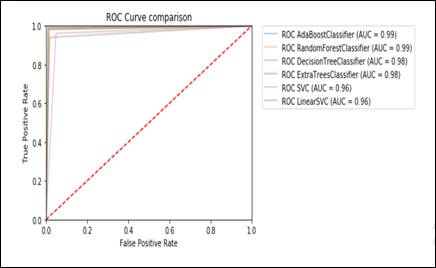 ROC Curve comparison
ROC AdaBoostClassifier (AUC = 0.99)
ROC RandomForestClassifier (AUC = 0.99)
ROC DecisionTreeClassifier (AUC = 0.98)
ROC ExtraTreesClassifier (AUC = 0.98)
ROC SVC (AUC = 0.96)
ROC LinearSVC (AUC = 0.96)
True Positive Rate
1.0
0.8
0.6
0.4
0.2
0.0
0.0 0.2 0.4 0.6 0.8 1.0
False Positive Rate